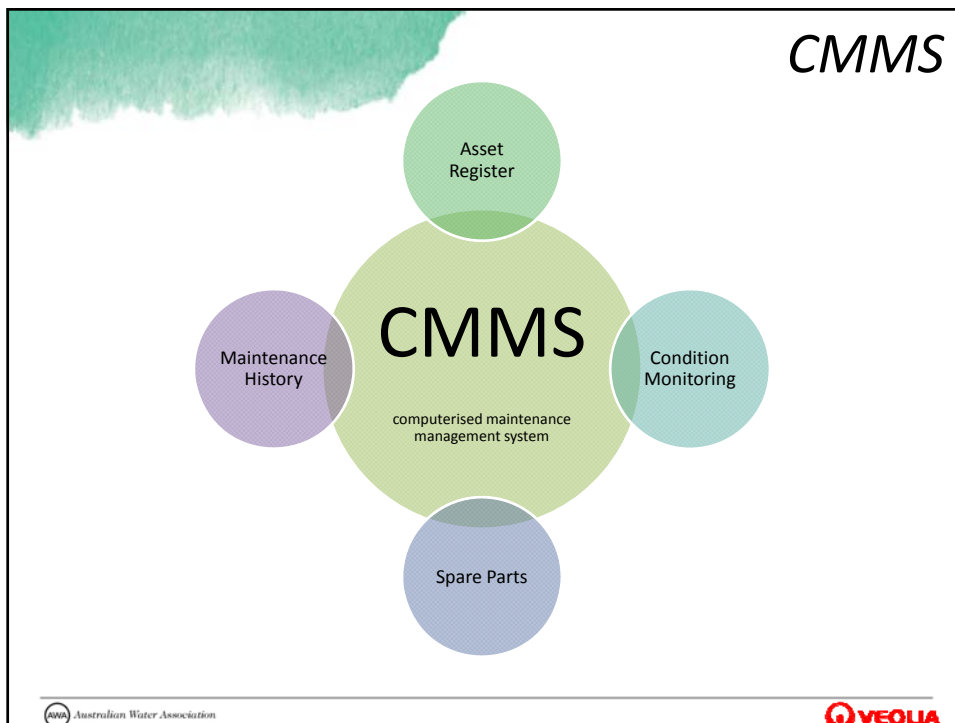 CMMS
Asset
Register
Maintenance
History
CMMS
computerised maintenance
management system
Condition
Monitoring
Spare Parts
AWA Australian Water Association
VEOLIA